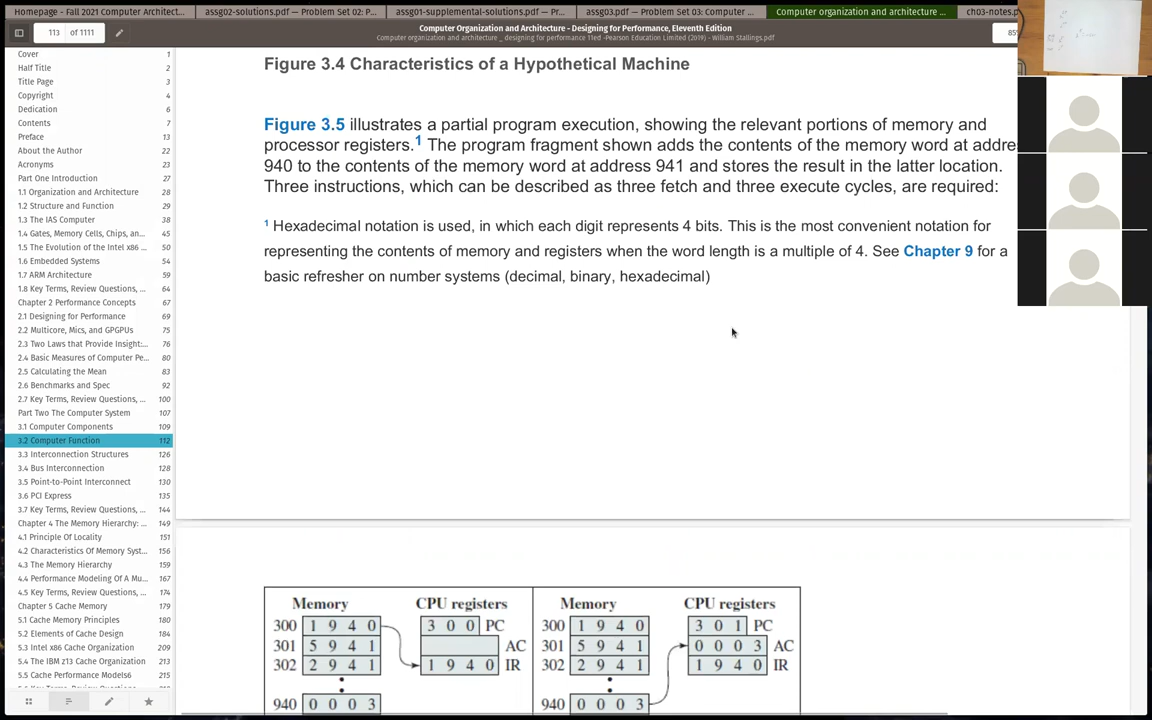 Homepage - Fall 2021 Computer Architect...
assg02-solutions.pdf — Problem Set 02: P...
assg01-supplemental-solutions.pdf — Pr...
assg03.pdf — Problem Set 03: Computer ...
Computer organization and architecture ...
ch03-notes.p
113 of 1111
Computer Organization and Architecture - Designing for Performance, Eleventh Edition
Computer organization and architecture _ designing for performance 11ed -Pearson Education Limited (2019) - William Stallings.pdf
85
Cover 1
Half Title 2
Title Page 3
Copyright 4
Dedication 6
Contents 7
Preface 13
About the Author 22
Acronyms 23
Part One Introduction 27
1.1 Organization and Architecture 28
1.2 Structure and Function 29
1.3 The IAS Computer 38
1.4 Gates, Memory Cells, Chips, an... 45
1.5 The Evolution of the Intel x86 ... 50
1.6 Embedded Systems 54
1.7 ARM Architecture 59
1.8 Key Terms, Review Questions, ... 64
Chapter 2 Performance Concepts 67
2.1 Designing for Performance 69
2.2 Multicore, Mics, and GPGPUs 75
2.3 Two Laws that Provide Insight:... 76
2.4 Basic Measures of Computer Pe... 80
2.5 Calculating the Mean 83
2.6 Benchmarks and Spec 92
2.7 Key Terms, Review Questions, ... 100
Part Two The Computer System 107
3.1 Computer Components 109
3.2 Computer Function 112
3.3 Interconnection Structures 126
3.4 Bus Interconnection 128
3.5 Point-to-Point Interconnect 130
3.6 PCI Express 135
3.7 Key Terms, Review Questions, ... 144
Chapter 4 The Memory Hierarchy: ... 149
4.1 Principle Of Locality 151
4.2 Characteristics Of Memory Syst... 156
4.3 The Memory Hierarchy 159
4.4 Performance Modeling Of A Mu... 167
4.5 Key Terms, Review Questions, ... 174
Chapter 5 Cache Memory 179
5.1 Cache Memory Principles 180
5.2 Elements of Cache Design 184
5.3 Intel x86 Cache Organization 209
5.4 The IBM z13 Cache Organization 213
5.5 Cache Performance Models6 215
Figure 3.4 Characteristics of a Hypothetical Machine
Figure 3.5 illustrates a partial program execution, showing the relevant portions of memory and
processor registers.1 The program fragment shown adds the contents of the memory word at addre
940 to the contents of the memory word at address 941 and stores the result in the latter location.
Three instructions, which can be described as three fetch and three execute cycles, are required:
1 Hexadecimal notation is used, in which each digit represents 4 bits. This is the most convenient notation for
representing the contents of memory and registers when the word length is a multiple of 4. See Chapter 9 for a
basic refresher on number systems (decimal, binary, hexadecimal)
Memory CPU registers
300 1 9 4 0 3 0 0 PC
301 5 9 4 1 AC
302 2 9 4 1 1 9 4 0 IR
940 0 0 0 3
Memory CPU registers
300 1 9 4 0 3 0 1 PC
301 5 9 4 1 0 0 0 3 AC
302 2 9 4 1 1 9 4 0 IR
940 0 0 0 3